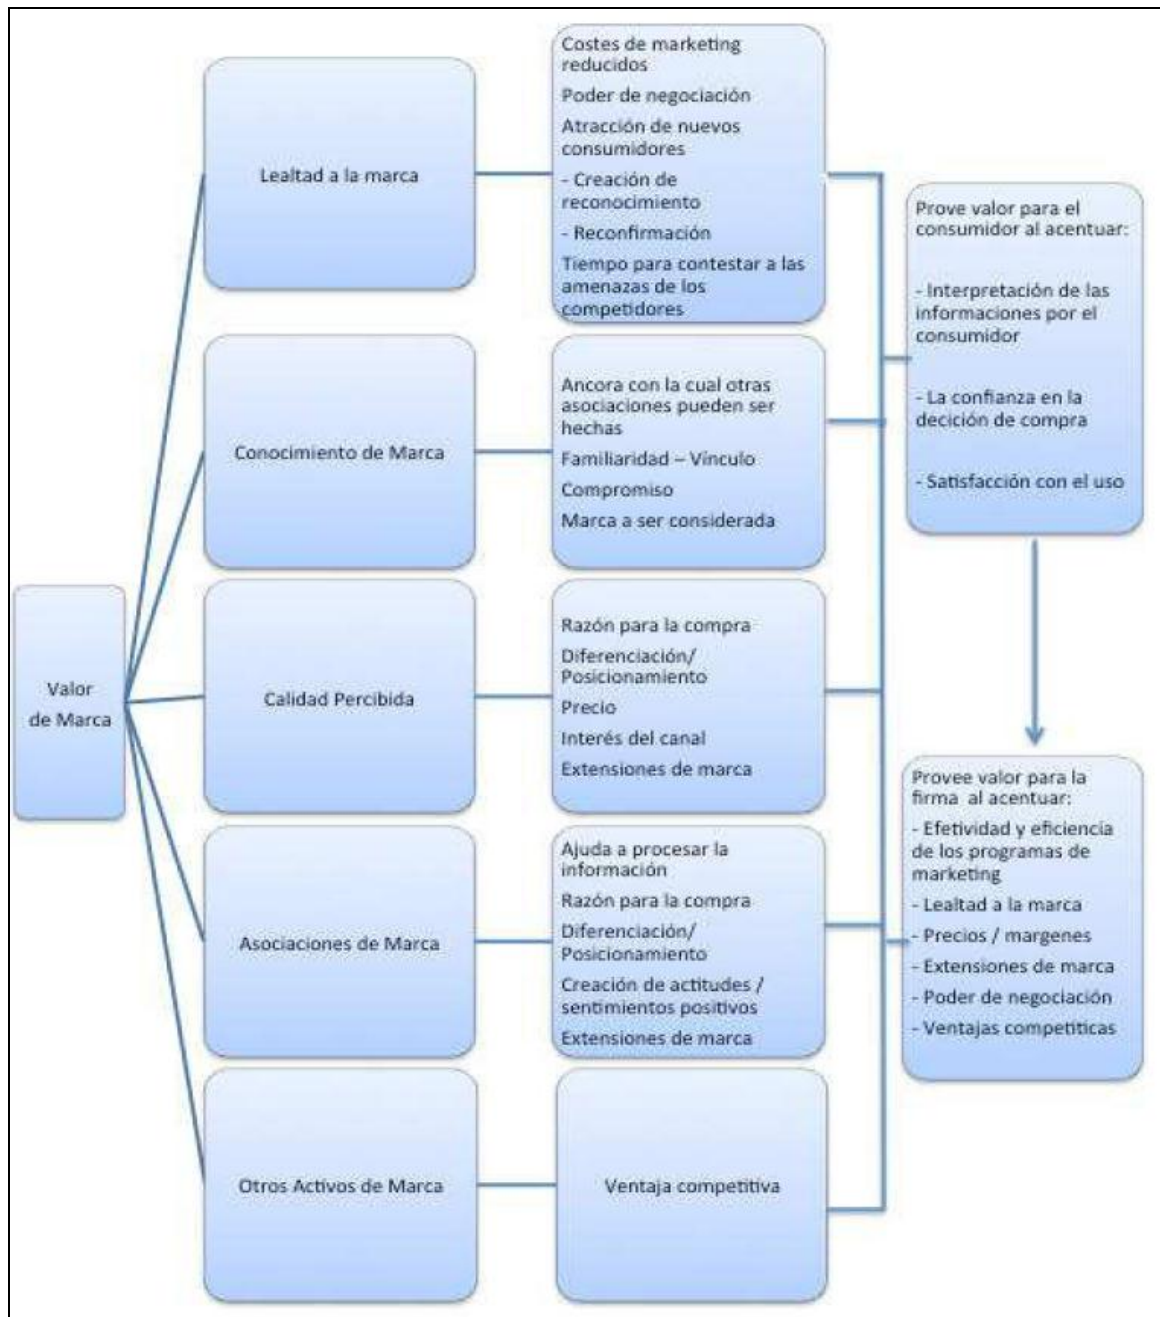 Valor
de Marca
Lealtad a la marca
Costes de marketing
reducidos
Poder de negociación
Atracción de nuevos
consumidores
- Creación de
reconocimiento
- Reconfirmación
Tiempo para contestar a las
amenazas de los
competidores
Conocimiento de Marca
Ancora con la cual otras
asociaciones pueden ser
hechas
Familiaridad – Vínculo
Compromiso
Marca a ser considerada
Calidad Percibida
Razón para la compra
Diferenciación/
Posicionamiento
Precio
Interés del canal
Extensiones de marca
Asociaciones de Marca
Ajuda a procesar la
información
Razón para la compra
Diferenciación/
Posicionamiento
Creación de actitudes /
sentimientos positivos
Extensiones de marca
Otros Activos de Marca
Ventaja competitiva
Prove valor para el
consumidor al acentuar:
- Interpretación de las
informaciones por el
consumidor
- La confianza en la
decición de compra
- Satisfacción con el uso
Provee valor para la
firma al acentuar:
- Efetividad y eficiencia
de los programas de
marketing
- Lealtad a la marca
- Precios / margenes
- Extensiones de marca
- Poder de negociación
- Ventajas competiticas